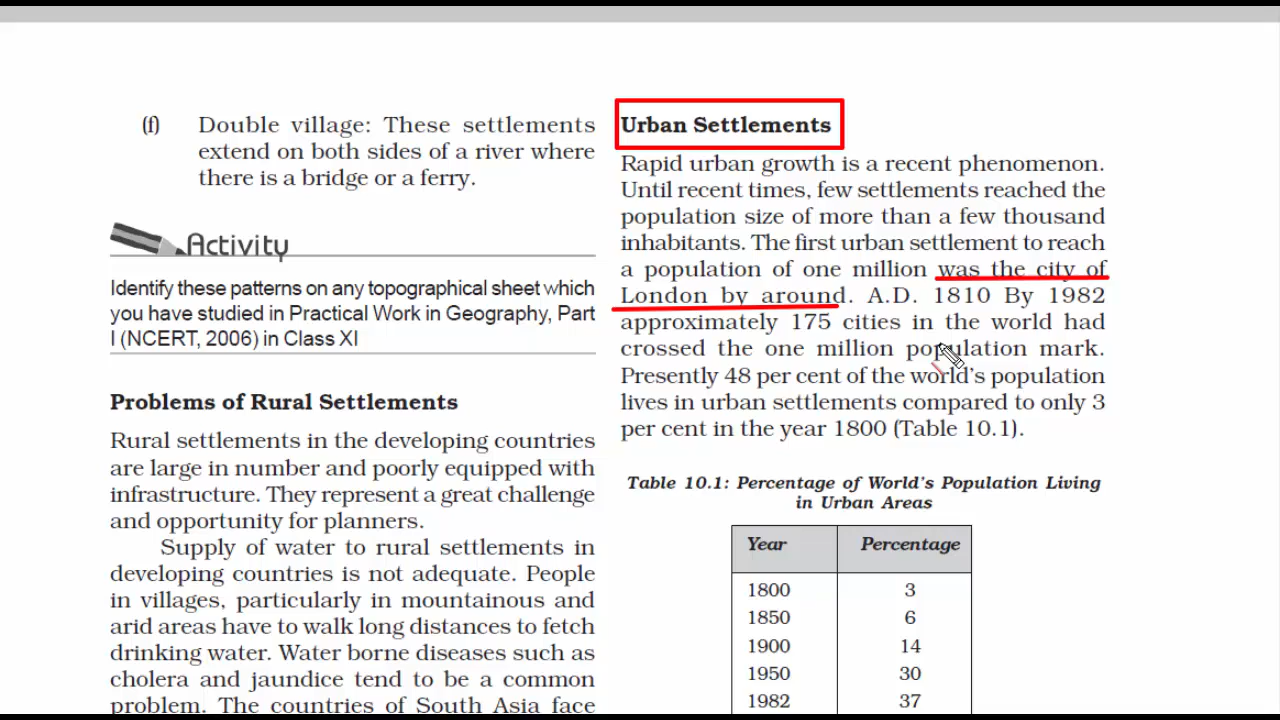 (f) Double village: These settlements
extend on both sides of a river where
there is a bridge or a ferry.
Activity
Identify these patterns on any topographical sheet which
you have studied in Practical Work in Geography, Part
I (NCERT, 2006) in Class XI
Problems of Rural Settlements
Rural settlements in the developing countries
are large in number and poorly equipped with
infrastructure. They represent a great challenge
and opportunity for planners.
Supply of water to rural settlements in
developing countries is not adequate. People
in villages, particularly in mountainous and
arid areas have to walk long distances to fetch
drinking water. Water borne diseases such as
cholera and jaundice tend to be a common
problem. The countries of South Asia face
Urban Settlements
Rapid urban growth is a recent phenomenon.
Until recent times, few settlements reached the
population size of more than a few thousand
inhabitants. The first urban settlement to reach
a population of one million was the city of
London by around. A.D. 1810 By 1982
approximately 175 cities in the world had
crossed the one million population mark.
Presently 48 per cent of the world's population
lives in urban settlements compared to only 3
per cent in the year 1800 (Table 10.1).
Table 10.1: Percentage of World's Population Living
in Urban Areas
Year Percentage
1800 3
1850 6
1900 14
1950 30
1982 37